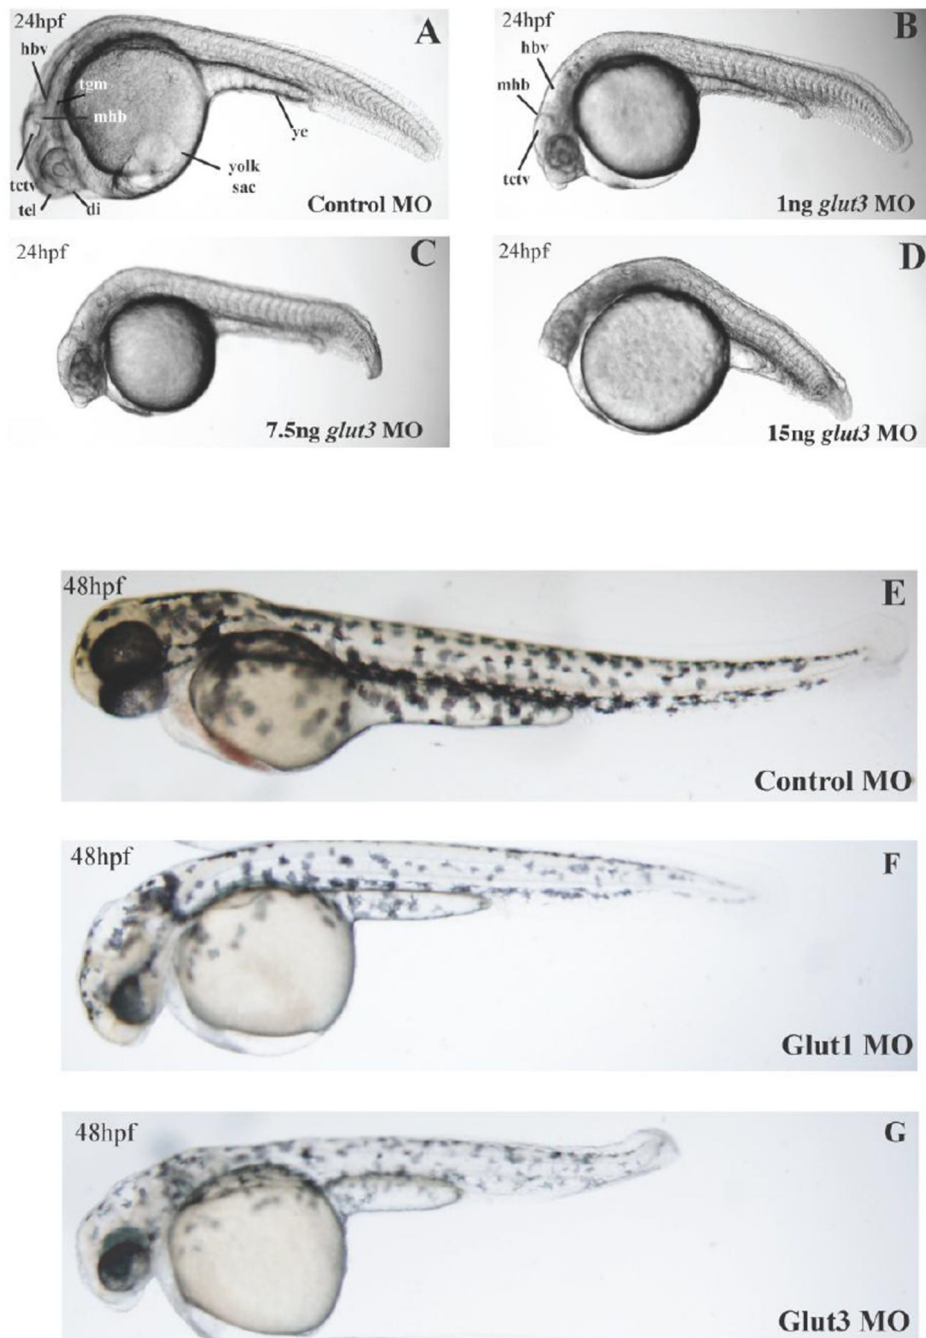 24hpf
A
hbv
tgm
mhb
ye
tctv
yolk
sac
tel
di
Control MO
24hpf
B
hbv
mhb
tctv
1ng glut3 MO
24hpf
C
7.5ng glut3 MO
24hpf
D
15ng glut3 MO
48hpf
E
Control MO
48hpf
F
Glut1 MO
48hpf
G
Glut3 MO